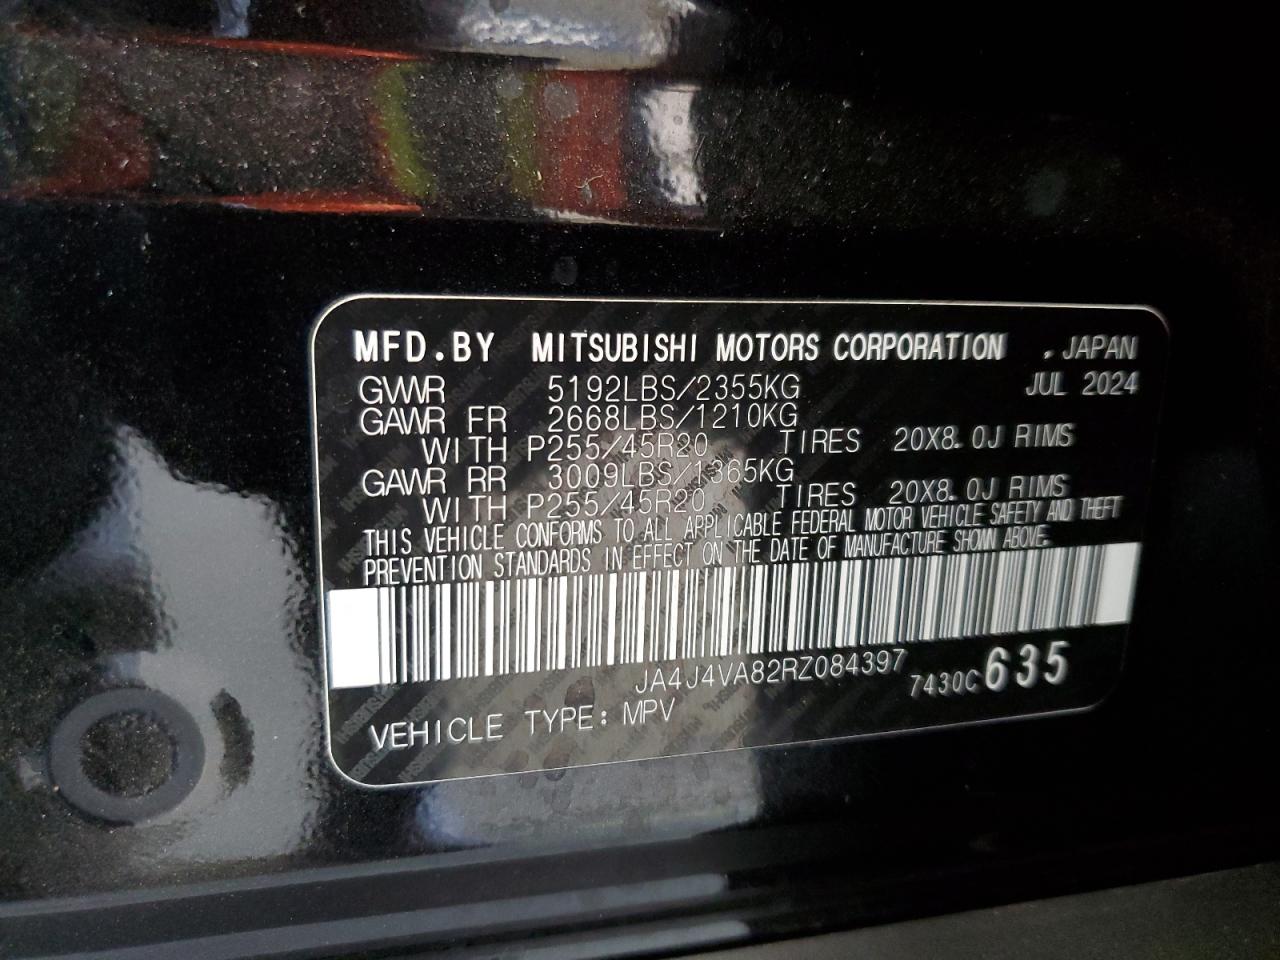 MFD.BY MITSUBISHI MOTORS CORPORATION .JAPAN
GVWR 5192LBS/2355KG JUL 2024
GAWR FR 2668LBS/1210KG
WITH P255/45R20 TIRES 20X8.0J RIMS
GAWR RR 3009LBS/1365KG
WITH P255/45R20 TIRES 20X8.0J RIMS
THIS VEHICLE CONFORMS TO ALL APPLICABLE FEDERAL MOTOR VEHICLE SAFETY AND THEFT
PREVENTION STANDARDS IN EFFECT ON THE DATE OF MANUFACTURE SHOWN ABOVE.
JA4J4VA82RZ084397 7430C635
VEHICLE TYPE: MPV